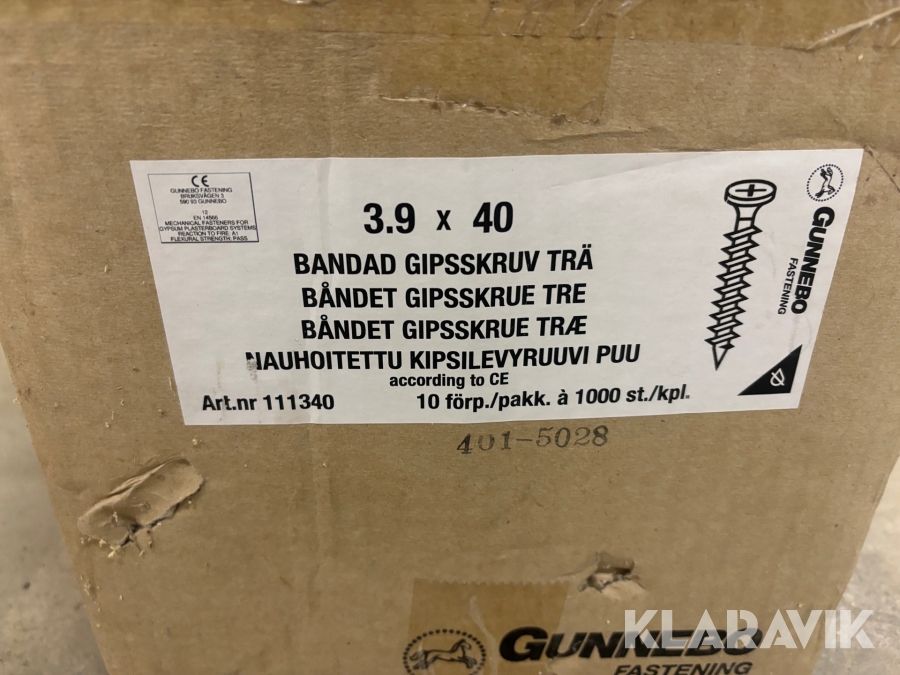 CE
GUNNEBO FASTENING
BRUKSVÄGEN 3
590 93 GUNNEBO
12
EN 14566
MECHANICAL FASTENERS FOR
GYPSUM PLASTERBOARD SYSTEMS
REACTION TO FIRE: A1
FLEXURAL STRENGTH: PASS
3.9 x 40
BANDAD GIPSSKRUV TRÄ
BÅNDET GIPSSKRUE TRE
BÅNDET GIPSSKRUE TRÆ
NAUHOITETTU KIPSILEVYRUUVI PUU
according to CE
Art.nr 111340 10 förp./pakk. à 1000 st./kpl.
GUNNEBO
FASTENING
401-5028
KLARAVIK
GUNNEBO
FASTENING